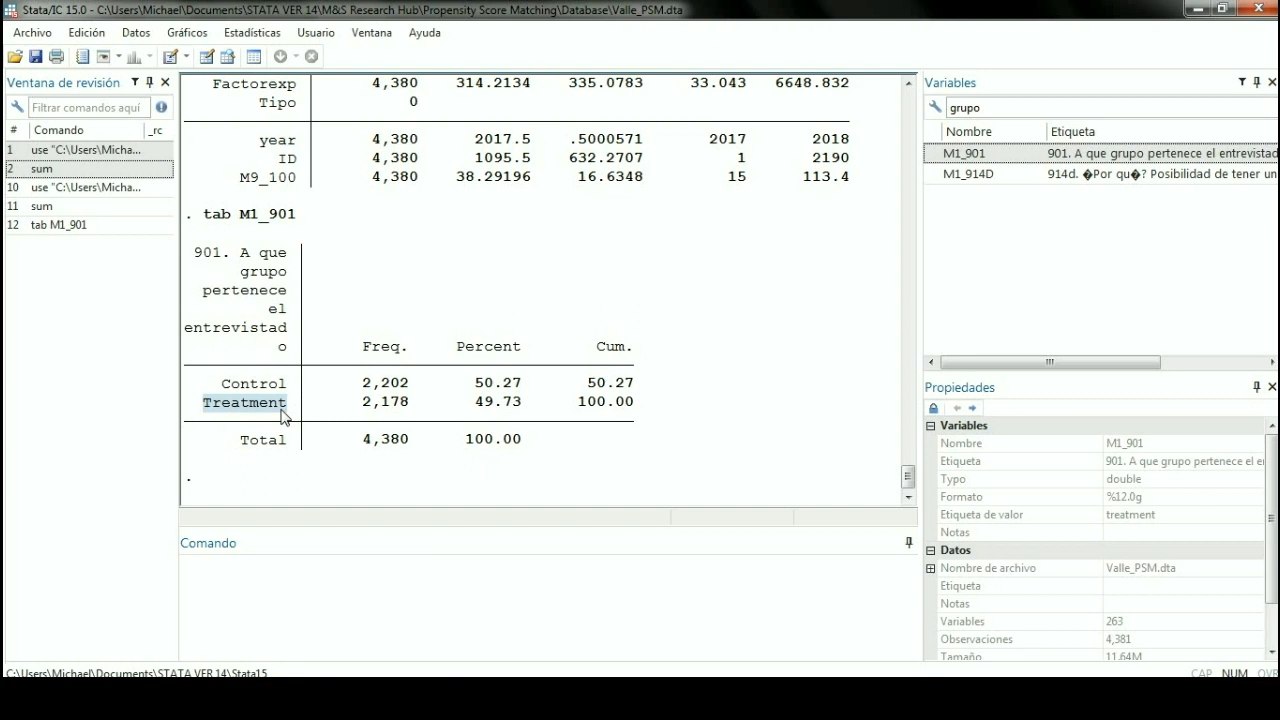 Stata/IC 15.0 - C:\Users\Michael\Documents\STATA VER 14\M&S Research Hub\Propensity Score Matching\Database\Valle_PSM.dta
Archivo Edición Datos Gráficos Estadísticas Usuario Ventana Ayuda
Ventana de revisión
Filtrar comandos aquí
# Comando _rc
1 use "C:\Users\Micha...
2 sum
10 use "C:\Users\Micha...
11 sum
12 tab M1_901
Factorexp 4,380 314.2134 335.0783 33.043 6648.832
Tipo 0
year 4,380 2017.5 .5000571 2017 2018
ID 4,380 1095.5 632.2707 1 2190
M9_100 4,380 38.29196 16.6348 15 113.4
. tab M1_901
901. A que
grupo
pertenece
el
entrevistad
o Freq. Percent Cum.
Control 2,202 50.27 50.27
Treatment 2,178 49.73 100.00
Total 4,380 100.00
.
Comando
Variables
grupo
Nombre Etiqueta
M1_901 901. A que grupo pertenece el entrevistad
M1_914D 914d. �Por qu�? Posibilidad de tener un
Propiedades
Variables
Nombre M1_901
Etiqueta 901. A que grupo pertenece el er
Typo double
Formato %12.0g
Etiqueta de valor treatment
Notas
Datos
Nombre de archivo Valle_PSM.dta
Etiqueta
Notas
Variables 263
Observaciones 4,381
Tamaño 11.64M
C:\Users\Michael\Documents\STATA VER 14\Stata15
CAP NUM OVR